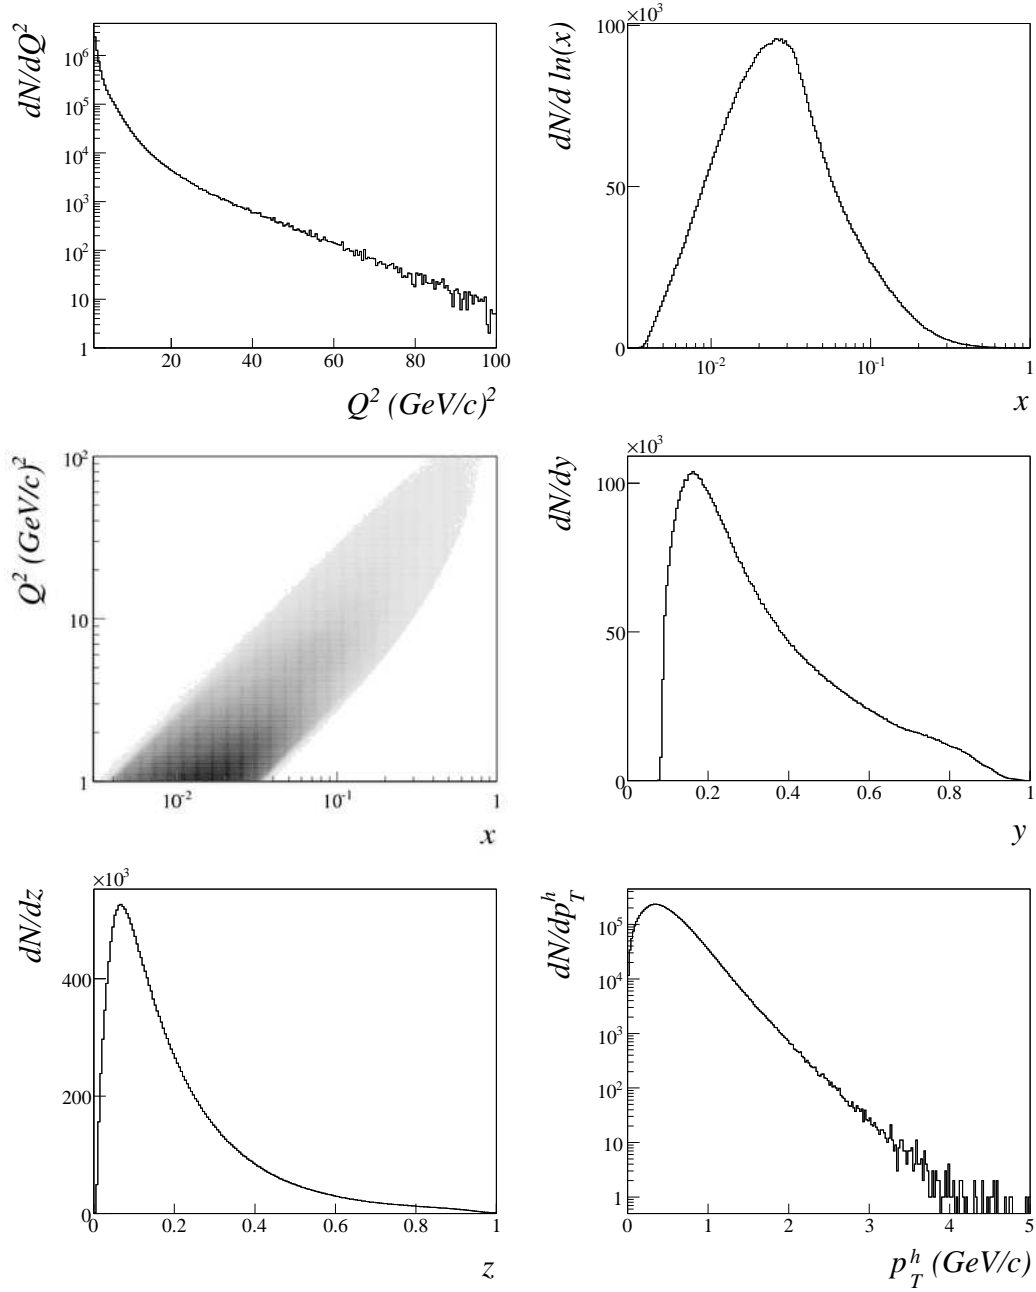 dN/dQ²
10⁶
10⁵
10⁴
10³
10²
10
1
20 40 60 80 100
Q² (GeV/c)²
×10³
dN/d ln(x)
100
50
0
10⁻² 10⁻¹ 1
x
Q² (GeV/c)²
10²
10
1
10⁻² 10⁻¹ 1
x
×10³
dN/dy
100
50
0
0 0.2 0.4 0.6 0.8 1
y
×10³
dN/dz
400
200
0
0 0.2 0.4 0.6 0.8 1
z
dN/dp_T^h
10⁵
10⁴
10³
10²
10
1
0 1 2 3 4 5
p_T^h (GeV/c)